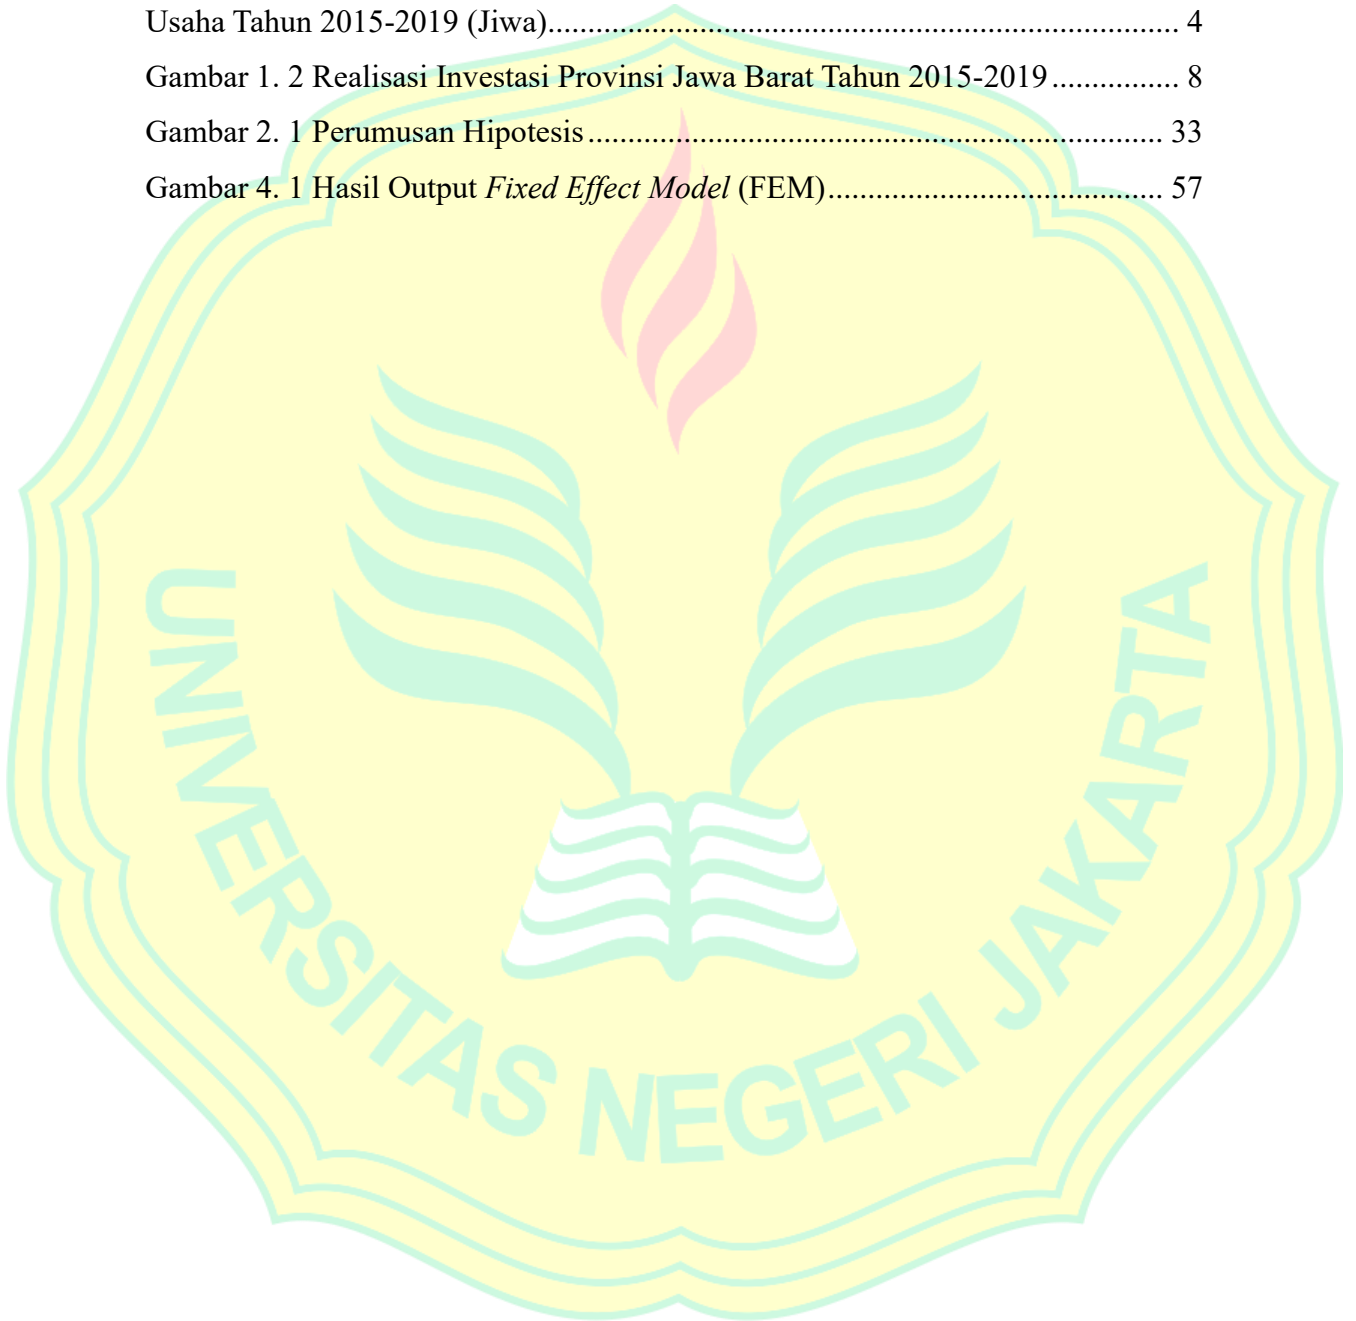 Usaha Tahun 2015-2019 (Jiwa)............................................................................... 4
Gambar 1. 2 Realisasi Investasi Provinsi Jawa Barat Tahun 2015-2019................ 8
Gambar 2. 1 Perumusan Hipotesis........................................................................ 33
Gambar 4. 1 Hasil Output Fixed Effect Model (FEM).......................................... 57
UNIVERSITAS NEGERI JAKARTA